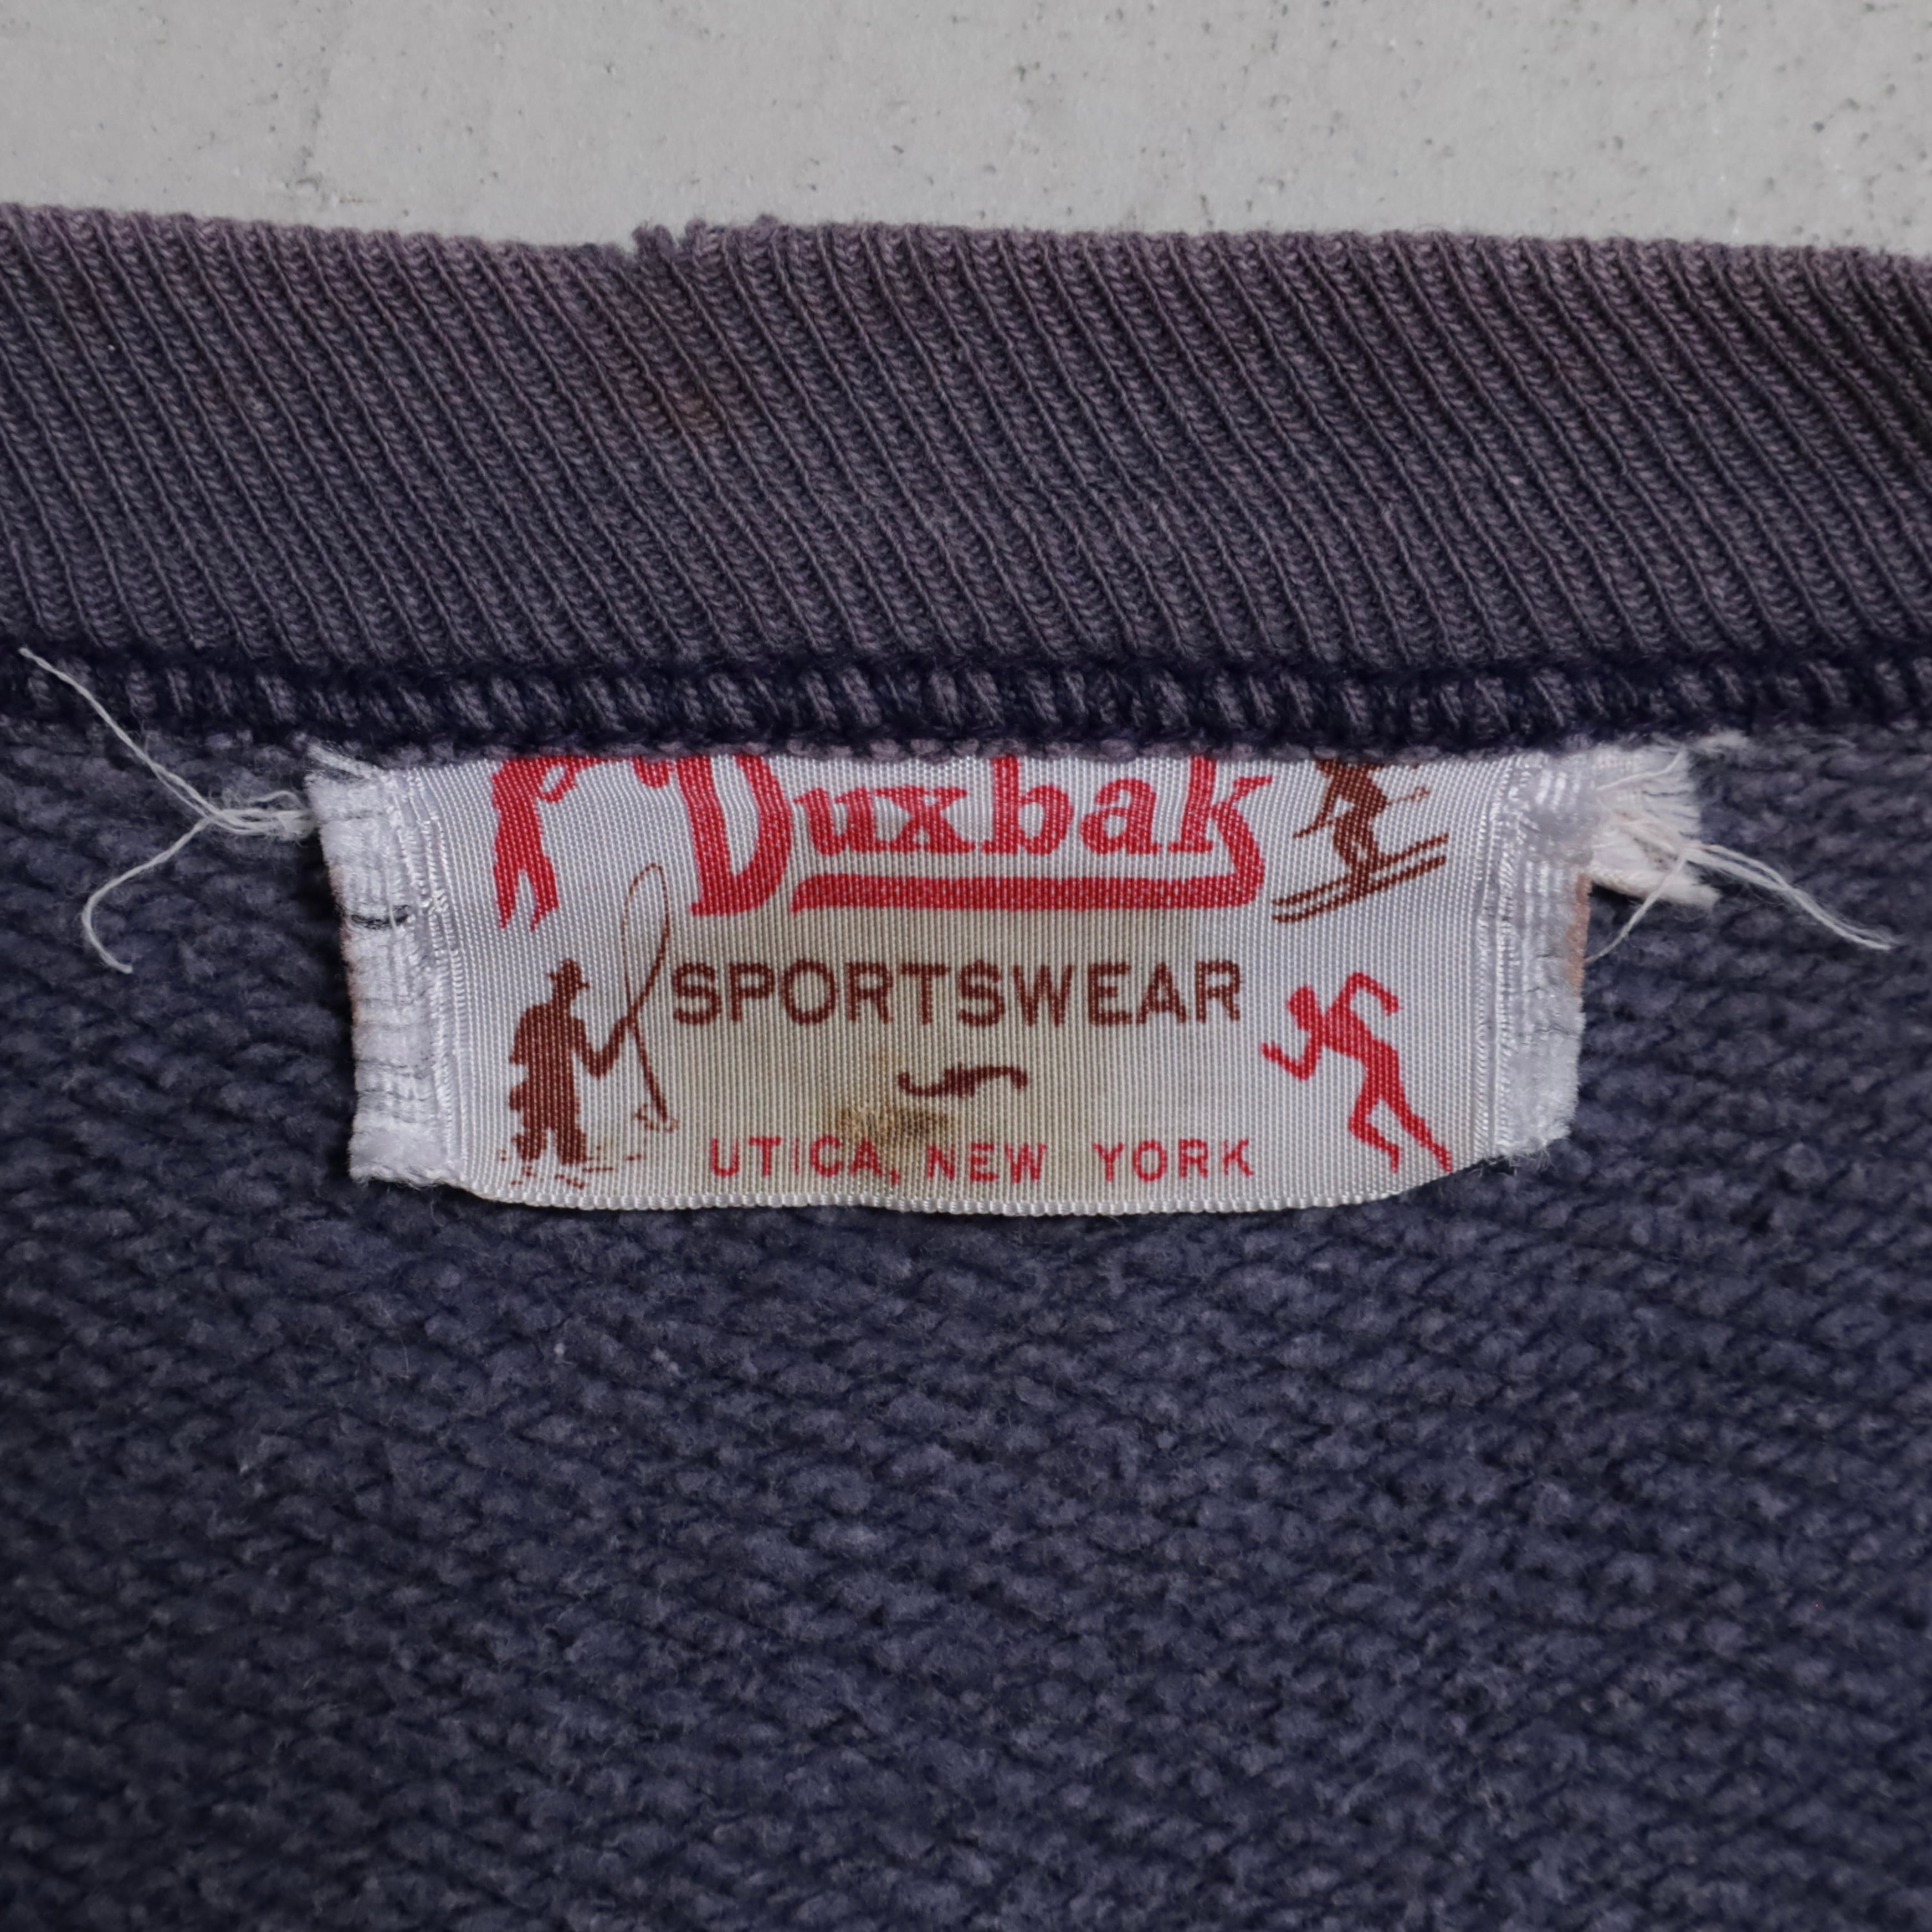 Duxbak
SPORTSWEAR
UTICA, NEW YORK